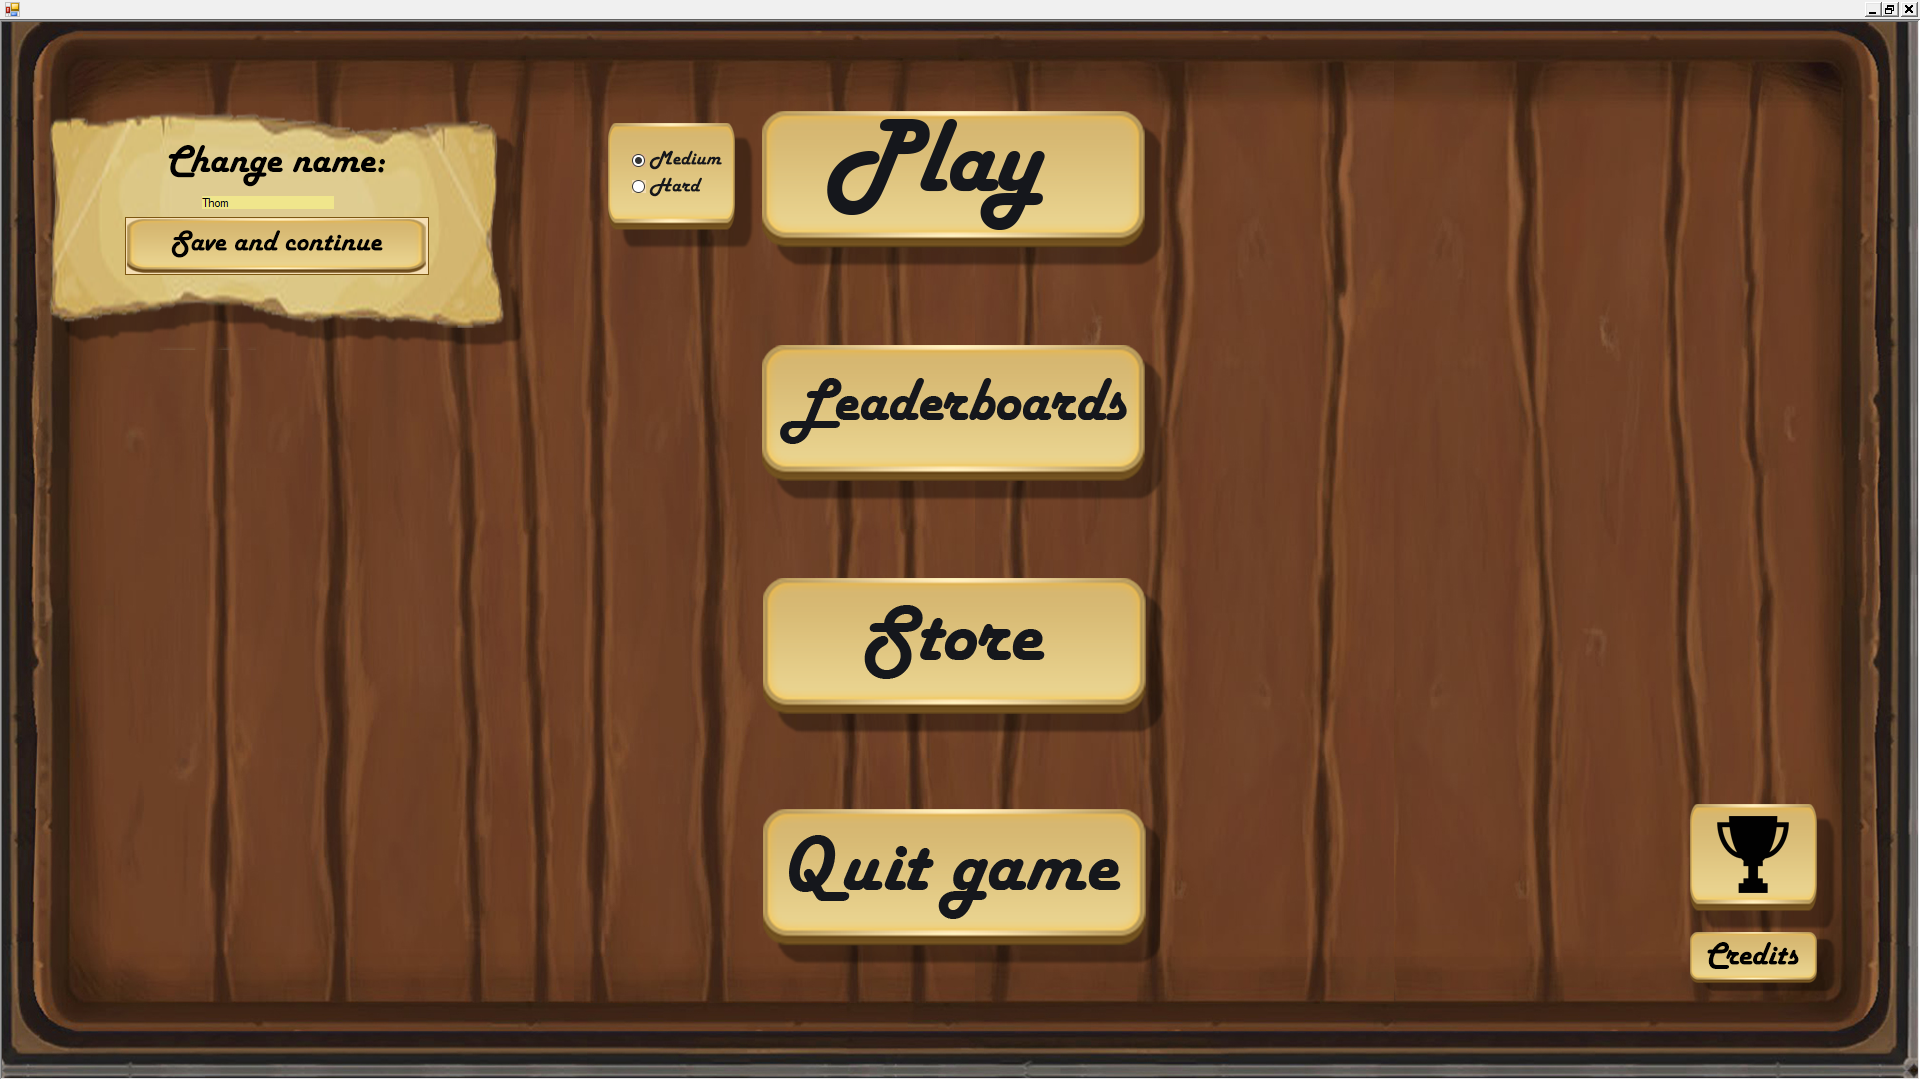 Change name:
Thom
Save and continue
Medium
Hard
Play
Leaderboards
Store
Quit game
Credits